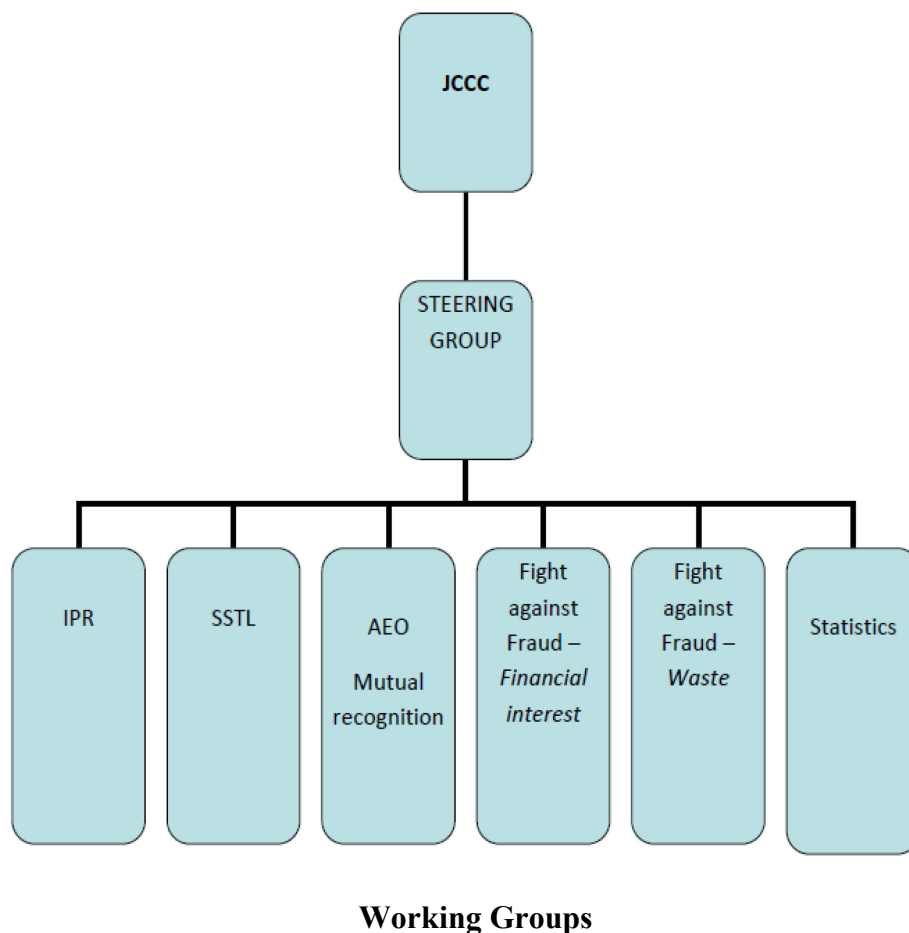 JCCC
STEERING
GROUP
IPR
SSTL
AEO
Mutual
recognition
Fight
against
Fraud –
Financial
interest
Fight
against
Fraud –
Waste
Statistics
Working Groups